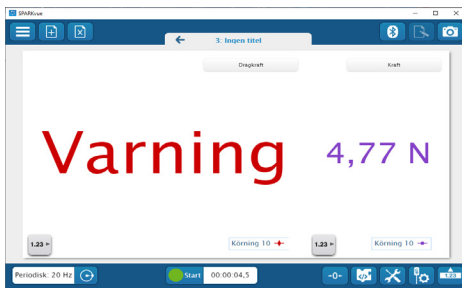 SPARKvue
3: Ingen titel
Dragkraft
Kraft
Varning
4,77 N
1.23
Körning 10
1.23
Körning 10
Periodisk: 20 Hz
Start
00:00:04,5
-0-
1.23